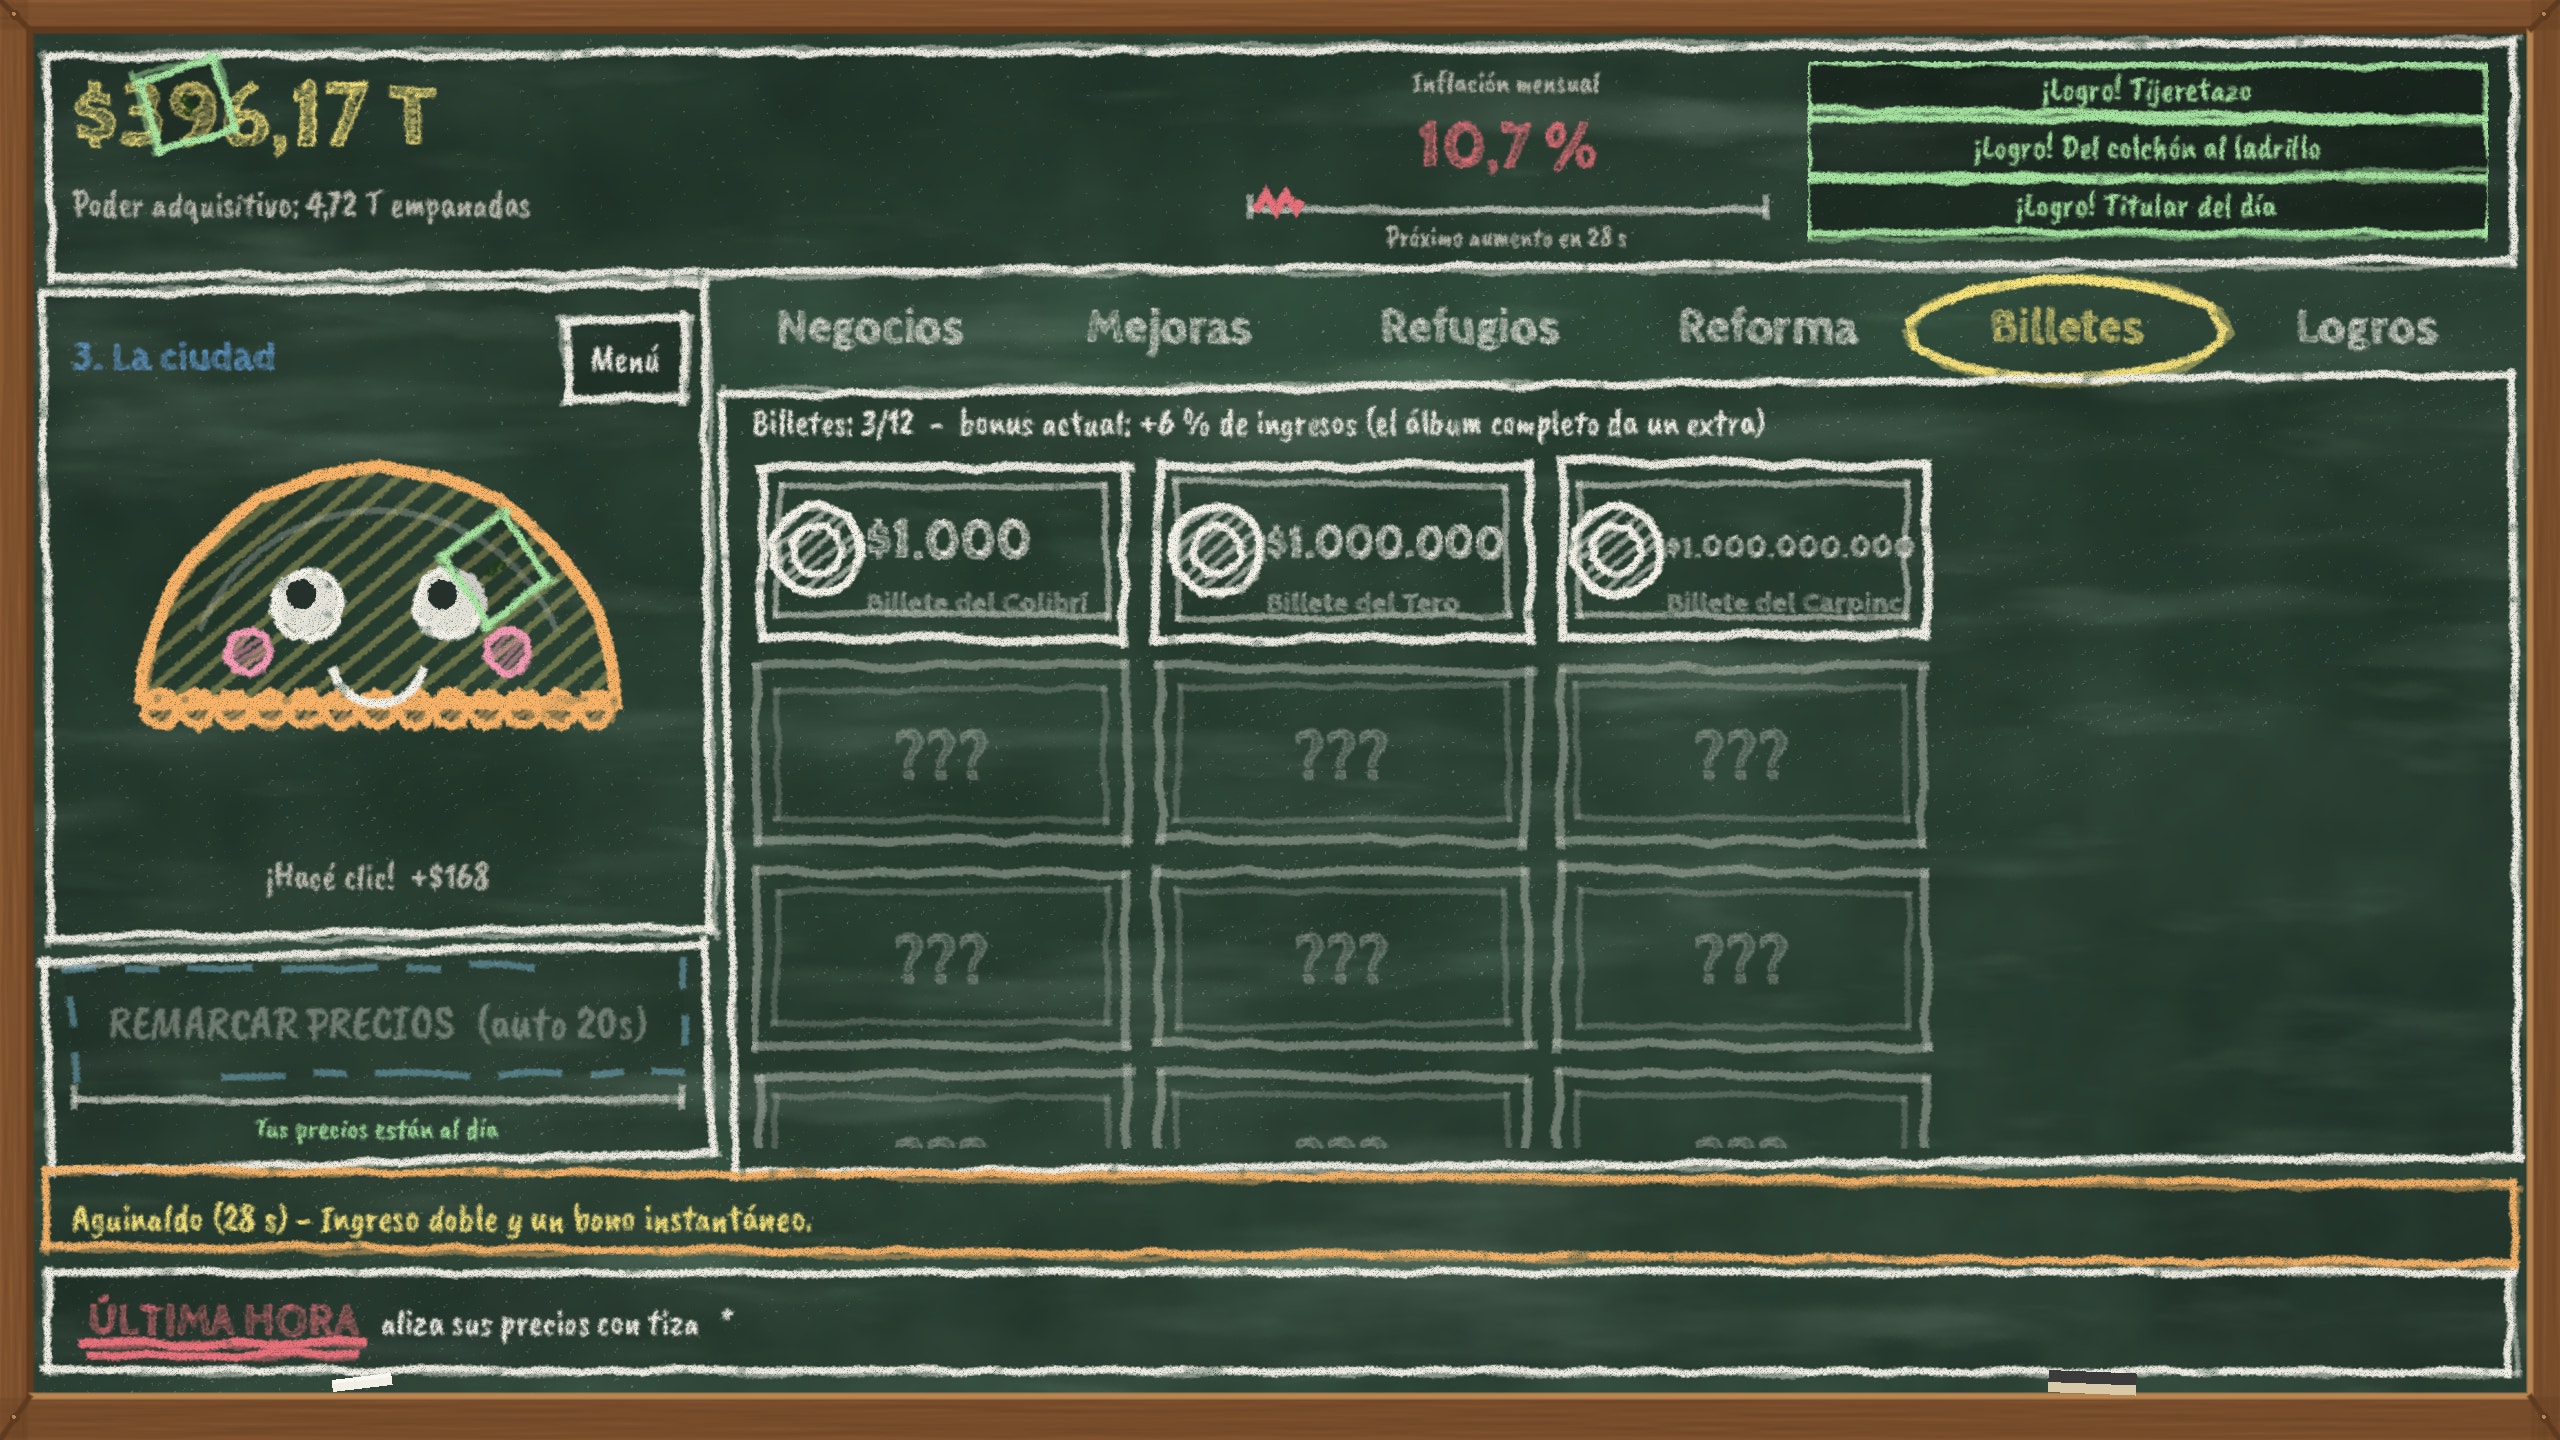 $396,17 T
Poder adquisitivo: 4,72 T empanadas
Inflación mensual
10,7 %
Próximo aumento en 28 s
¡Logro! Tijeretazo
¡Logro! Del colchón al ladrillo
¡Logro! Titular del día
3. La ciudad
Menú
¡Hacé clic! +$168
REMARCAR PRECIOS (auto 20s)
Tus precios están al día
Negocios
Mejoras
Refugios
Reforma
Billetes
Logros
Billetes: 3/12 - bonus actual: +6 % de ingresos (el álbum completo da un extra)
$1.000
Billete del Colibrí
$1.000.000
Billete del Tero
$1.000.000.000
Billete del Carpinc
???
???
???
???
???
???
???
???
???
Aguinaldo (28 s) - Ingreso doble y un bono instantáneo.
ÚLTIMA HORA
aliza sus precios con tiza *